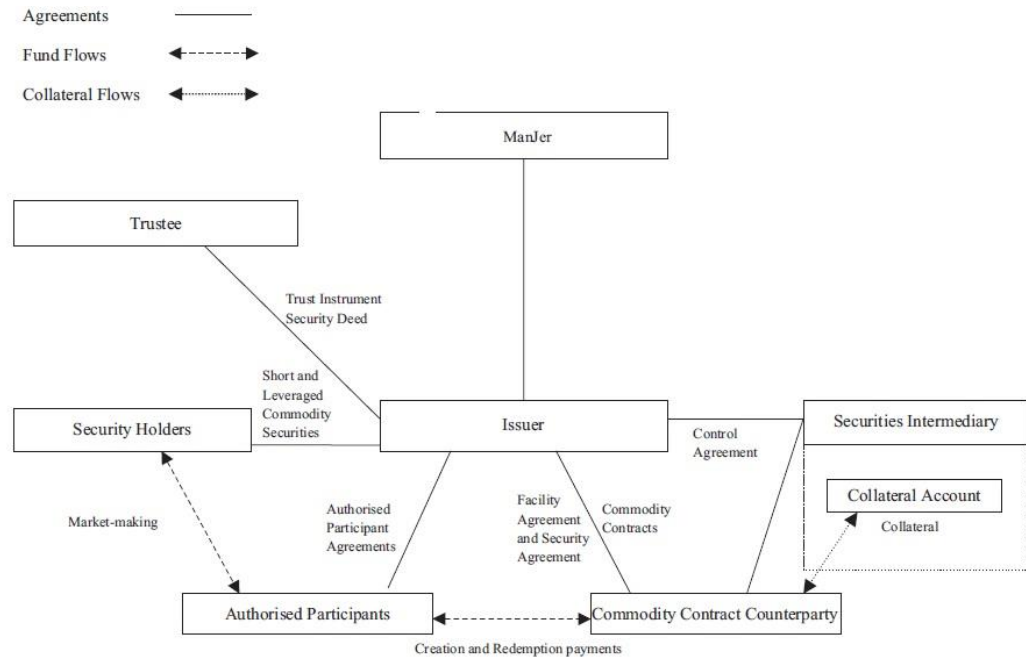 Agreements
Fund Flows
Collateral Flows
ManJer
Trustee
Trust Instrument
Security Deed
Short and
Leveraged
Commodity
Securities
Security Holders
Issuer
Securities Intermediary
Control
Agreement
Collateral Account
Collateral
Market-making
Authorised
Participant
Agreements
Facility
Agreement
and Security
Agreement
Commodity
Contracts
Authorised Participants
Commodity Contract Counterparty
Creation and Redemption payments